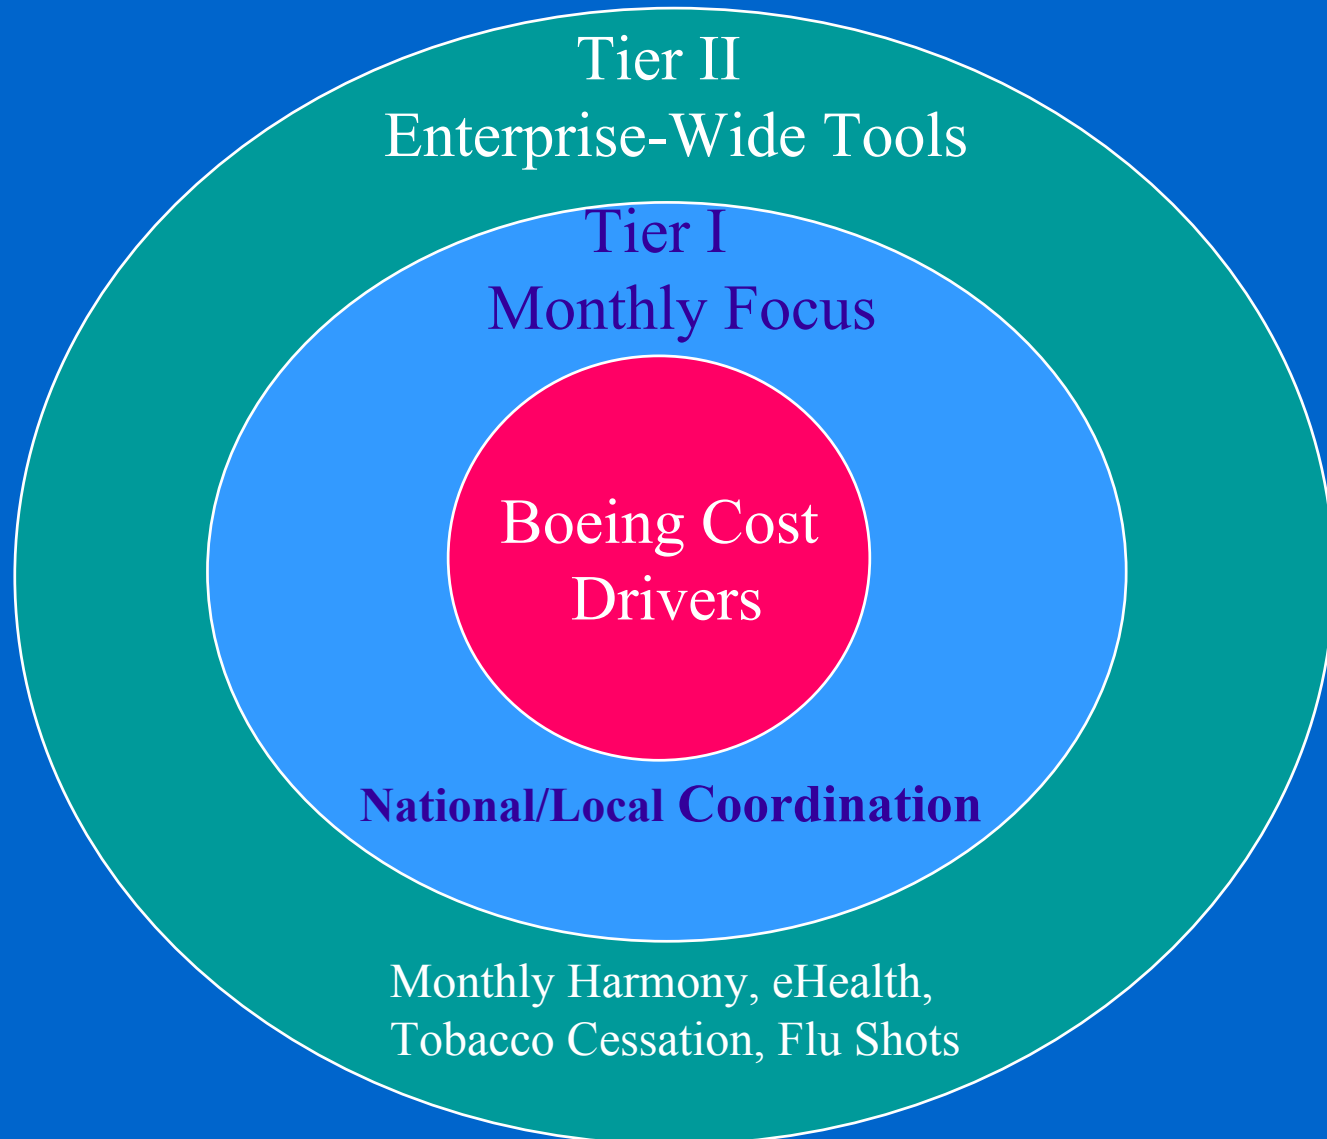 Tier II
Enterprise-Wide Tools
Tier I
Monthly Focus
Boeing Cost
Drivers
National/Local Coordination
Monthly Harmony, eHealth,
Tobacco Cessation, Flu Shots